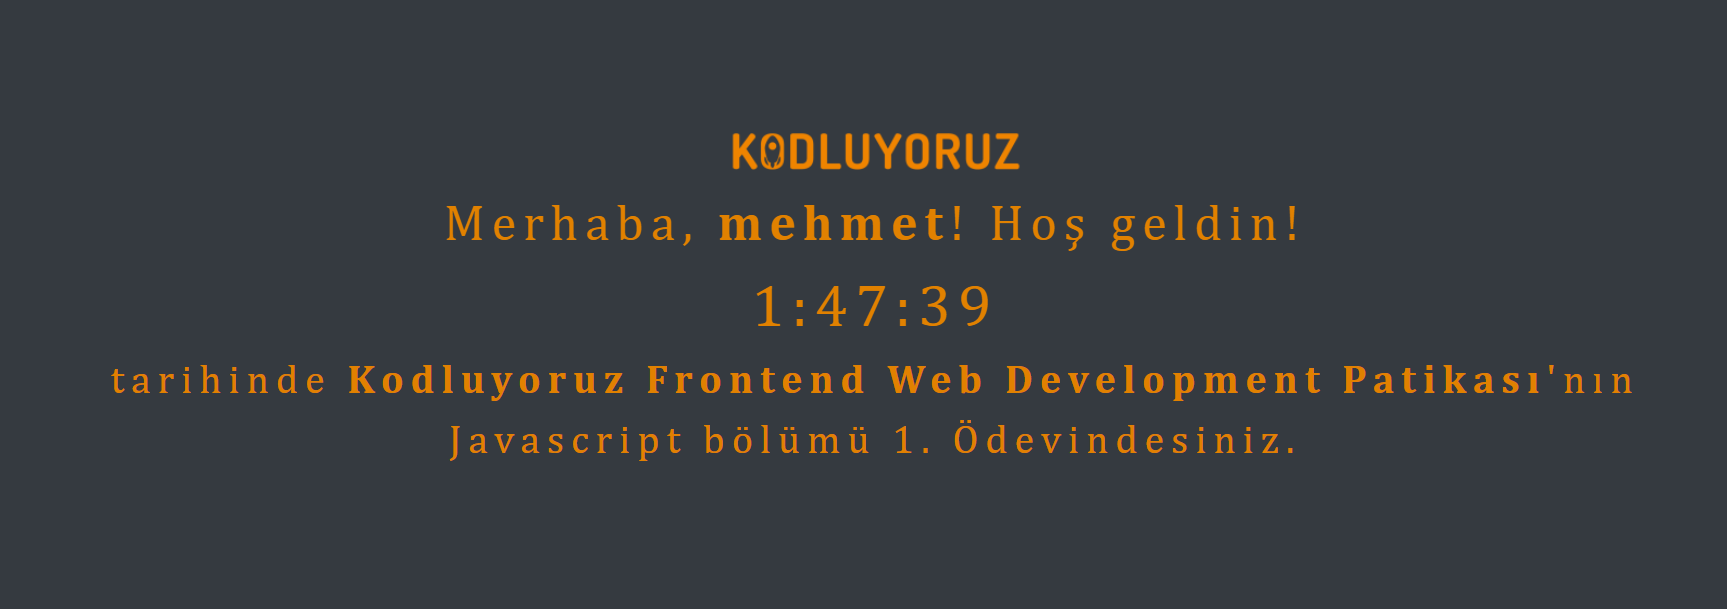 KODLUYORUZ
Merhaba, mehmet! Hoş geldin!
1:47:39
tarihinde Kodluyoruz Frontend Web Development Patikası'nın
Javascript bölümü 1. Ödevindesiniz.